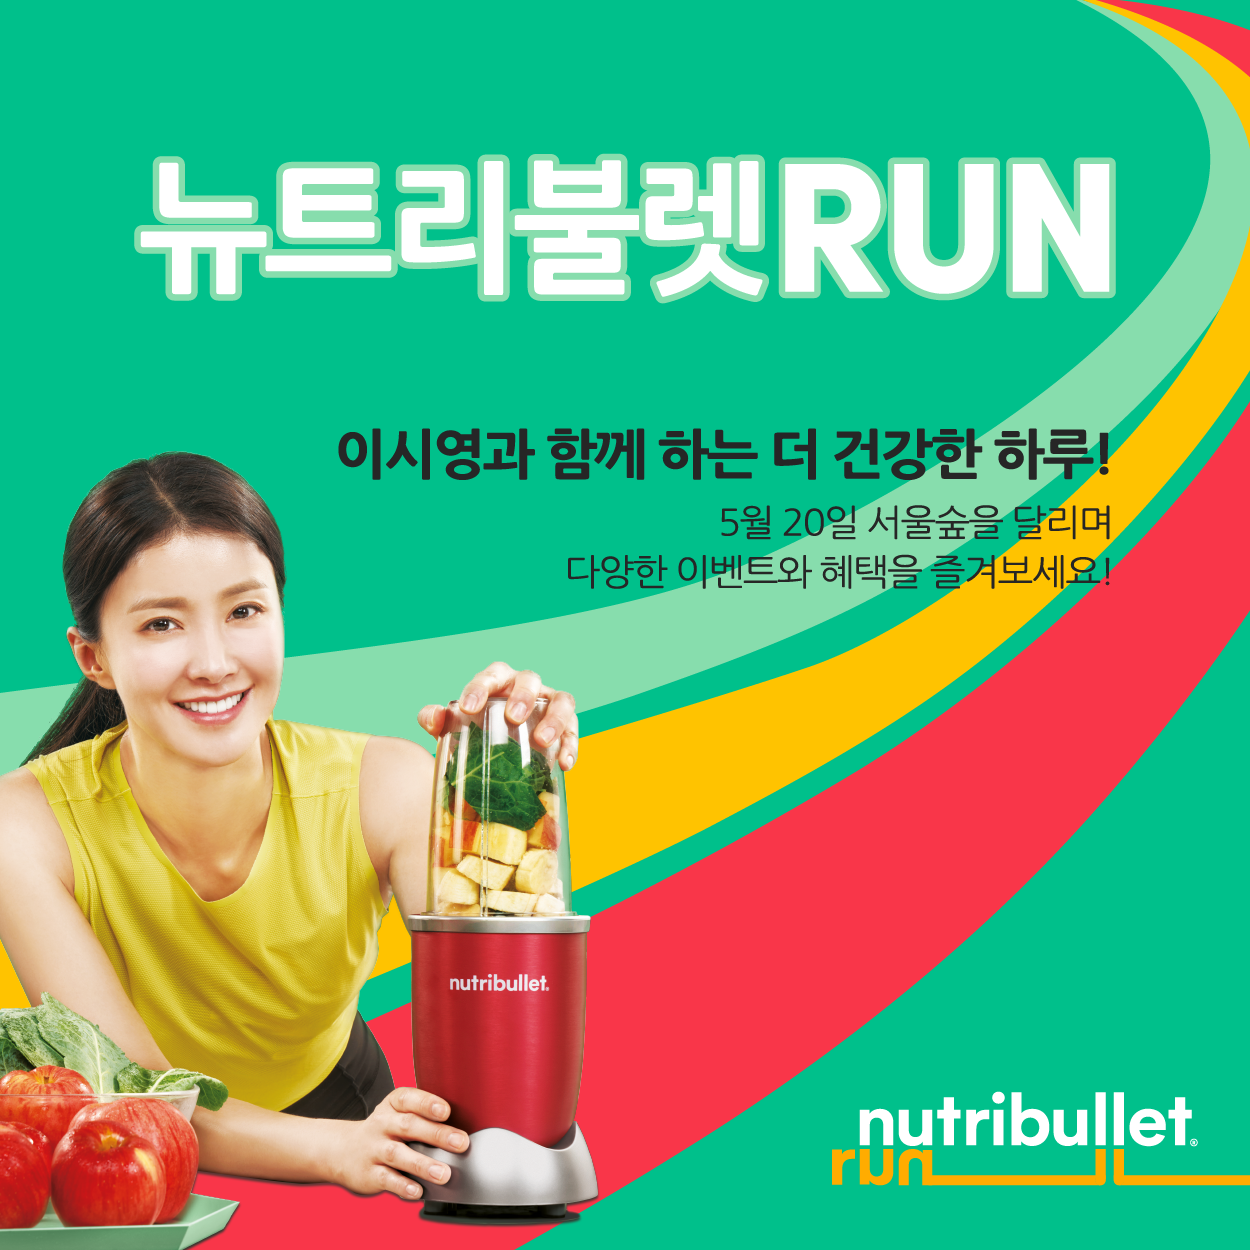 뉴트리불렛RUN
이시영과 함께 하는 더 건강한 하루!
5월 20일 서울숲을 달리며
다양한 이벤트와 혜택을 즐겨보세요!
nutribullet.
nutribullet®
run